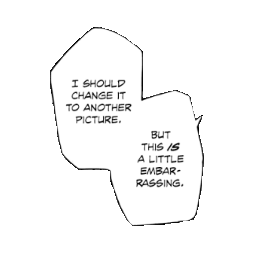 I SHOULD
CHANGE IT
TO ANOTHER
PICTURE.
BUT
THIS IS
A LITTLE
EMBAR-
RASSING.